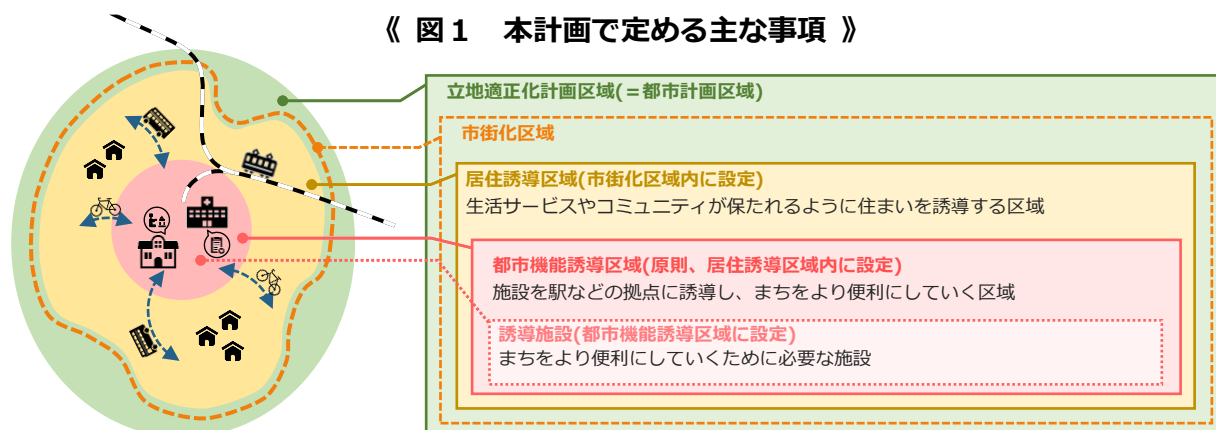 《 図１　本計画で定める主な事項 》
立地適正化計画区域(＝都市計画区域)
市街化区域
居住誘導区域(市街化区域内に設定)
生活サービスやコミュニティが保たれるように住まいを誘導する区域
都市機能誘導区域(原則、居住誘導区域内に設定)
施設を駅などの拠点に誘導し、まちをより便利にしていく区域
誘導施設(都市機能誘導区域に設定)
まちをより便利にしていくために必要な施設